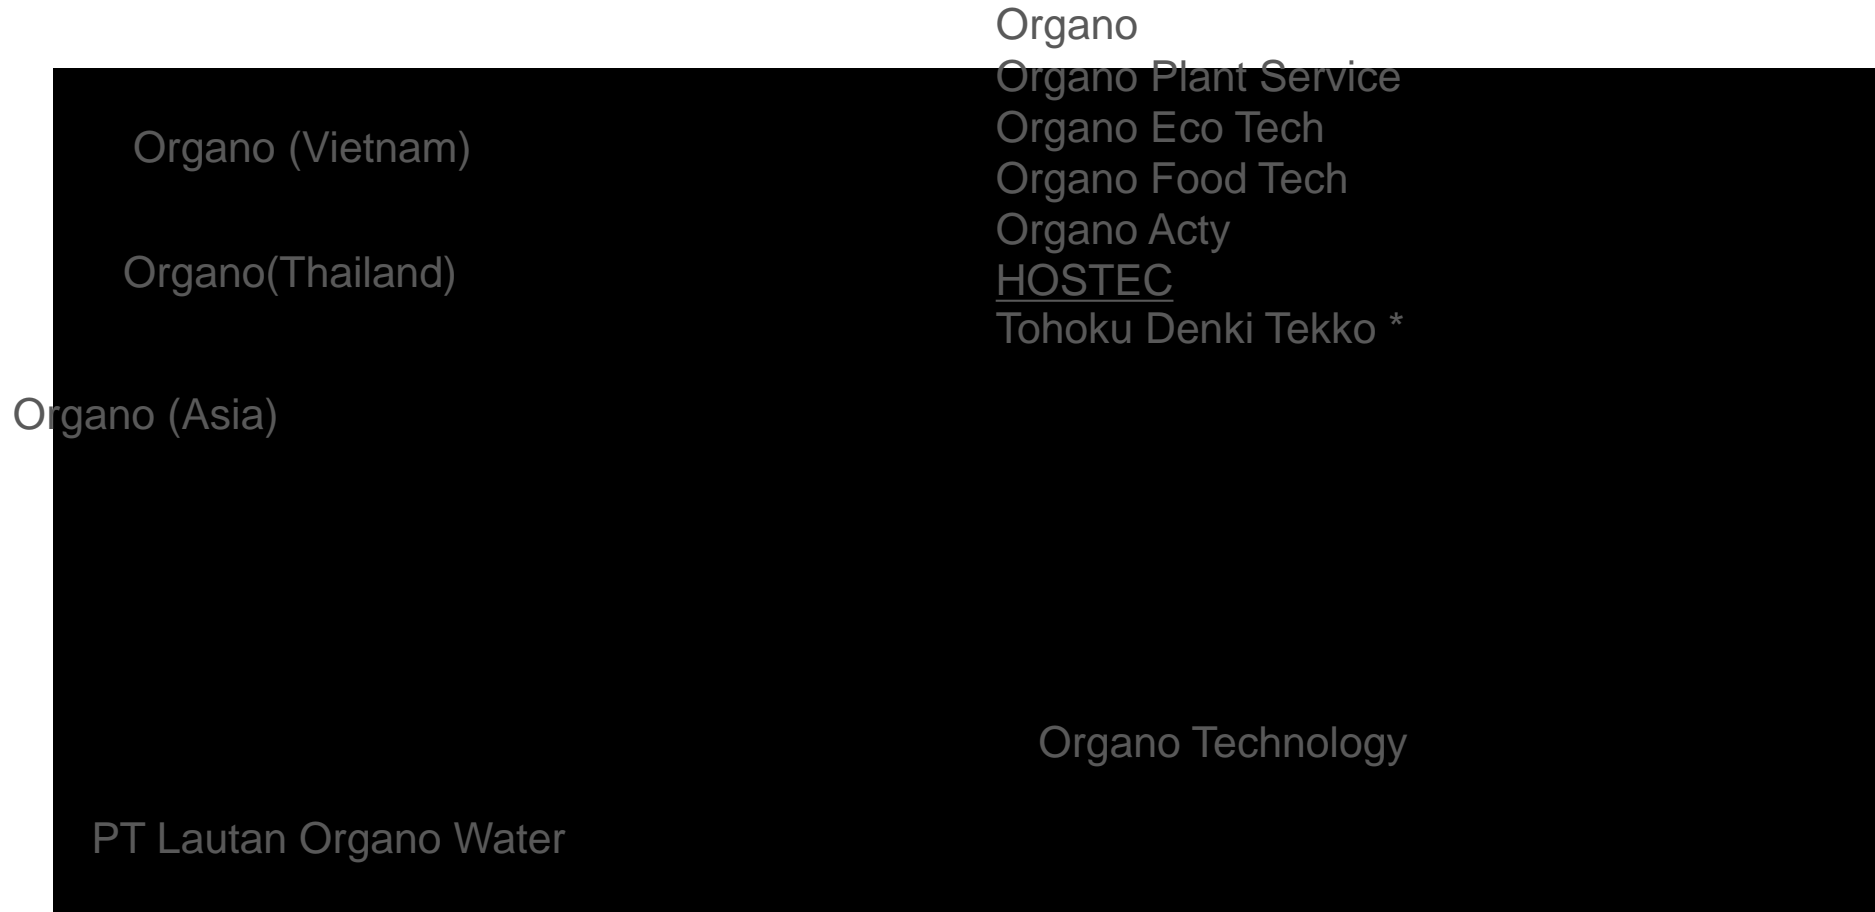 Organo
Organo Plant Service
Organo Eco Tech
Organo (Vietnam)
Organo Food Tech
Organo Acty
Organo(Thailand)
HOSTEC
Tohoku Denki Tekko *
Organo (Asia)
Organo Technology
PT Lautan Organo Water